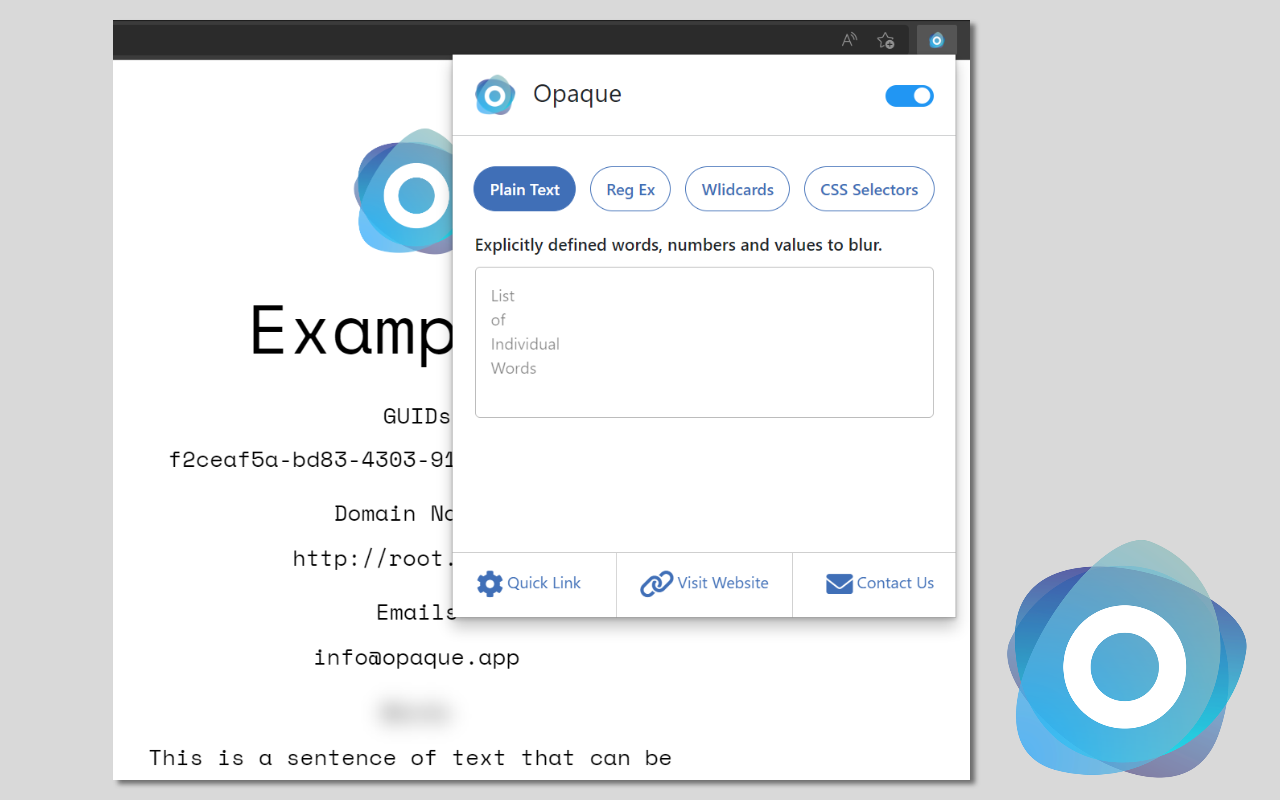 Opaque
Plain Text
Reg Ex
Wlidcards
CSS Selectors
Explicitly defined words, numbers and values to blur.
List
of
Individual
Words
Quick Link
Visit Website
Contact Us
Examp
GUIDs
f2ceaf5a-bd83-4303-91
Domain Na
http://root.
Emails
info@opaque.app
This is a sentence of text that can be